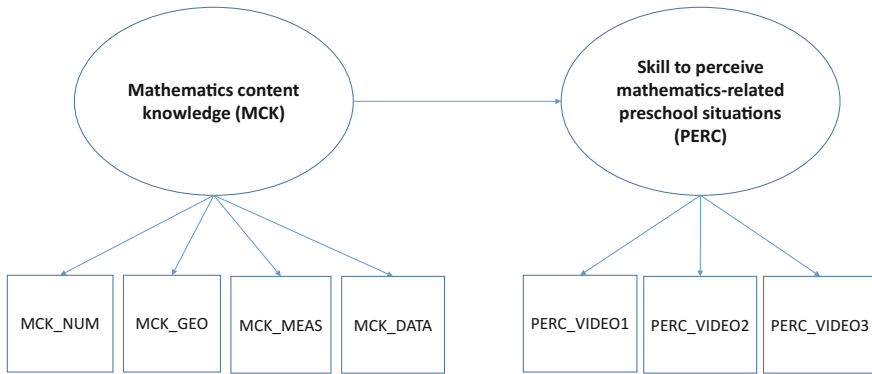 Mathematics content
knowledge (MCK)
Skill to perceive
mathematics-related
preschool situations
(PERC)
MCK_NUM
MCK_GEO
MCK_MEAS
MCK_DATA
PERC_VIDEO1
PERC_VIDEO2
PERC_VIDEO3